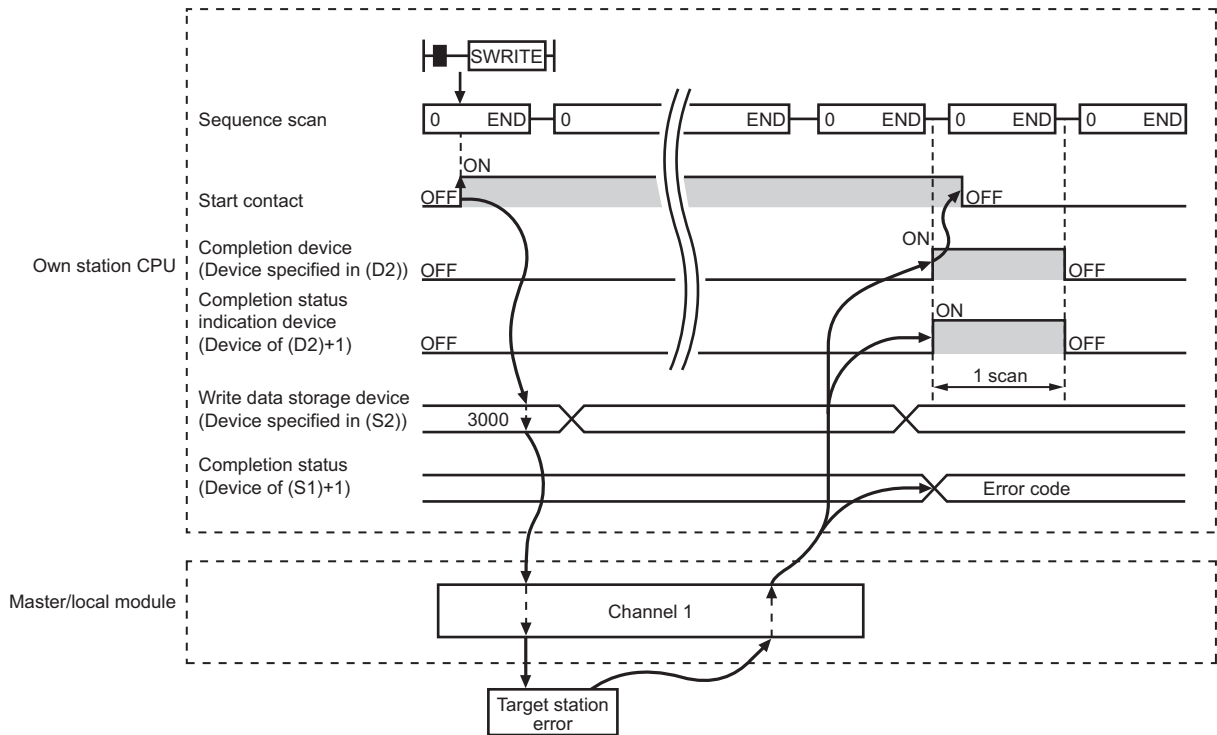 SWRITE
Sequence scan
0 END 0 END 0 END 0 END 0 END
ON
Start contact
OFF
OFF
Own station CPU
Completion device
(Device specified in (D2))
OFF
ON
OFF
Completion status
indication device
(Device of (D2)+1)
OFF
ON
OFF
1 scan
Write data storage device
(Device specified in (S2))
3000
Completion status
(Device of (S1)+1)
Error code
Master/local module
Channel 1
Target station
error